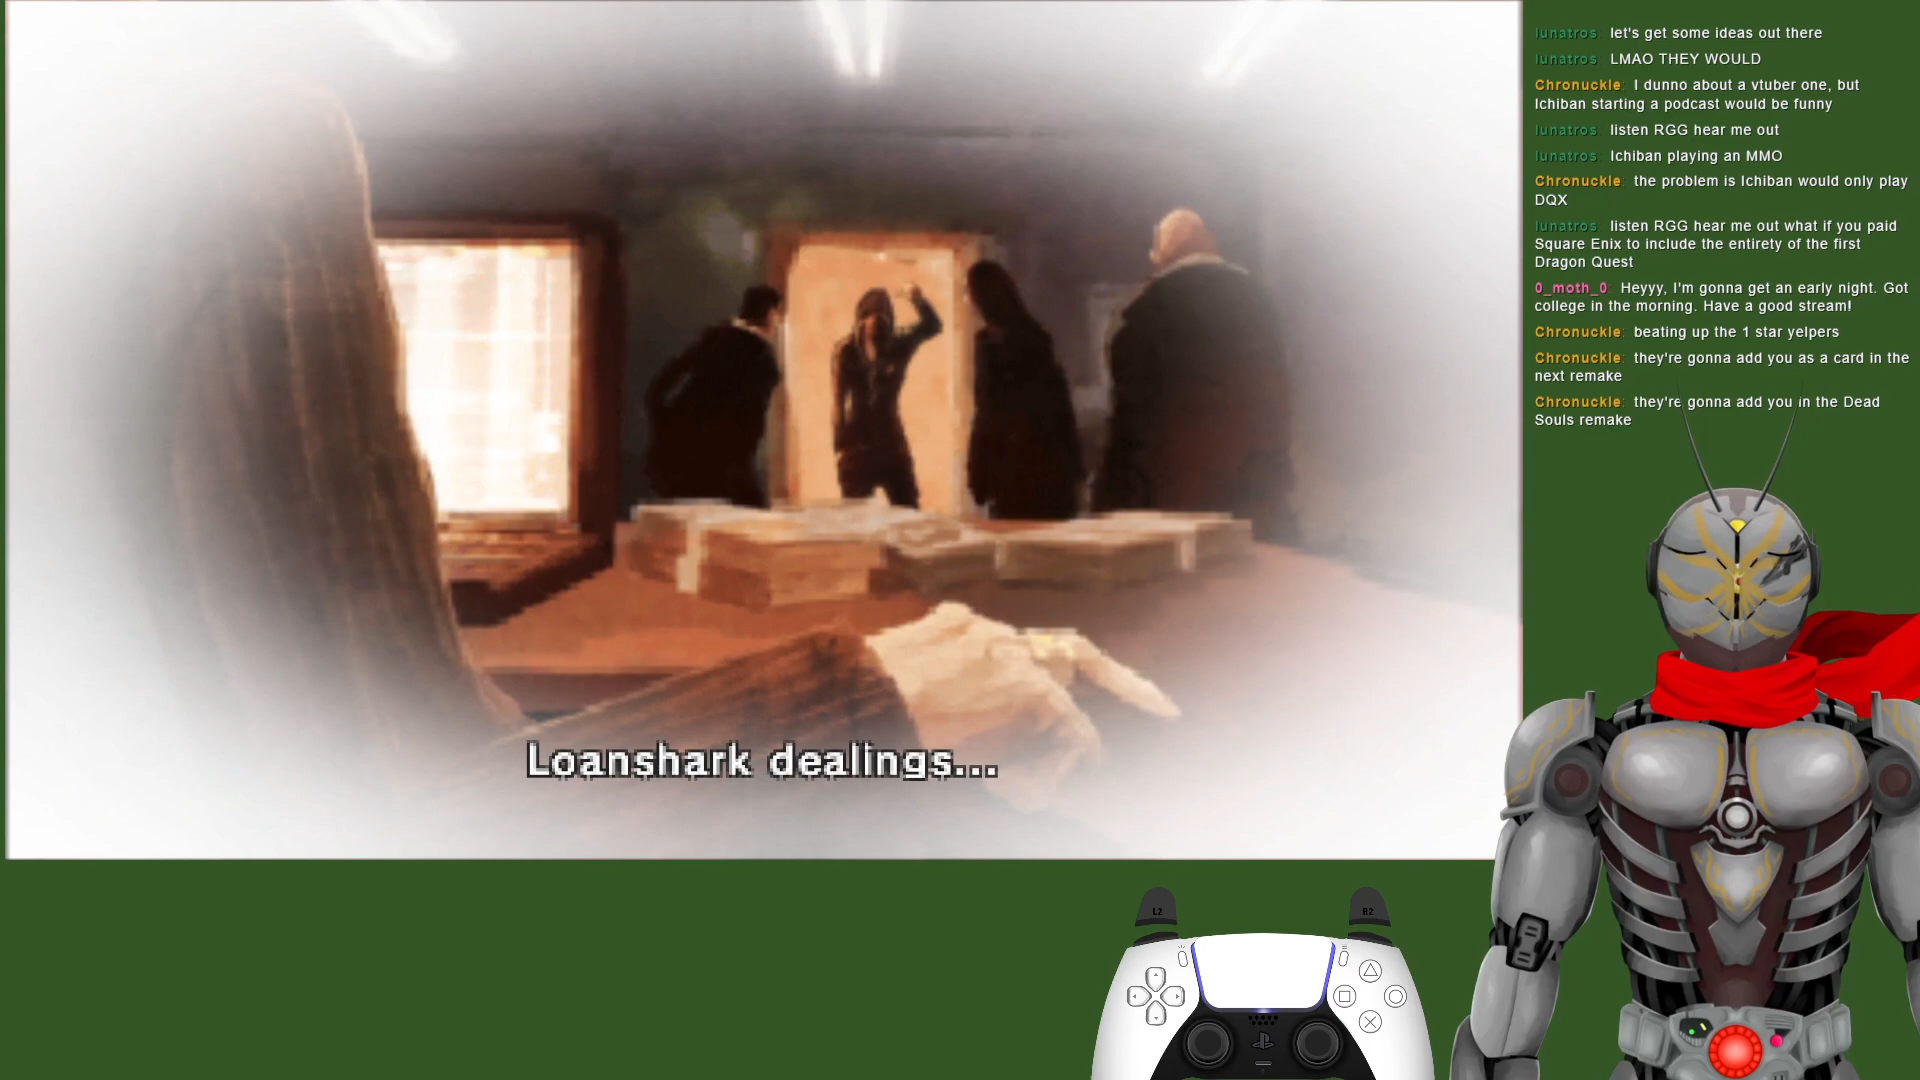 lunatros: let's get some ideas out there
lunatros: LMAO THEY WOULD
Chronuckle: I dunno about a vtuber one, but
Ichiban starting a podcast would be funny
lunatros: listen RGG hear me out
lunatros: Ichiban playing an MMO
Chronuckle: the problem is Ichiban would only play
DQX
lunatros: listen RGG hear me out what if you paid
Square Enix to include the entirety of the first
Dragon Quest
0_moth_0: Heyyy, I'm gonna get an early night. Got
college in the morning. Have a good stream!
Chronuckle: beating up the 1 star yelpers
Chronuckle: they're gonna add you as a card in the
next remake
Chronuckle: they're gonna add you in the Dead
Souls remake
Loanshark dealings...
L2
R2